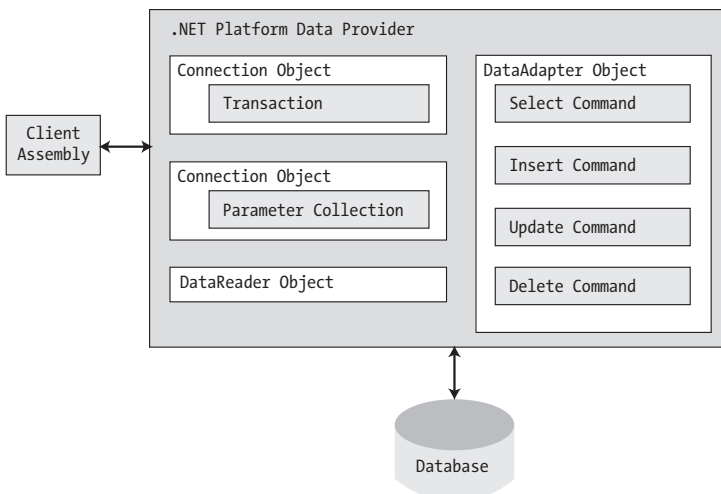 .NET Platform Data Provider
Connection Object
Transaction
Connection Object
Parameter Collection
DataReader Object
DataAdapter Object
Select Command
Insert Command
Update Command
Delete Command
Client
Assembly
Database